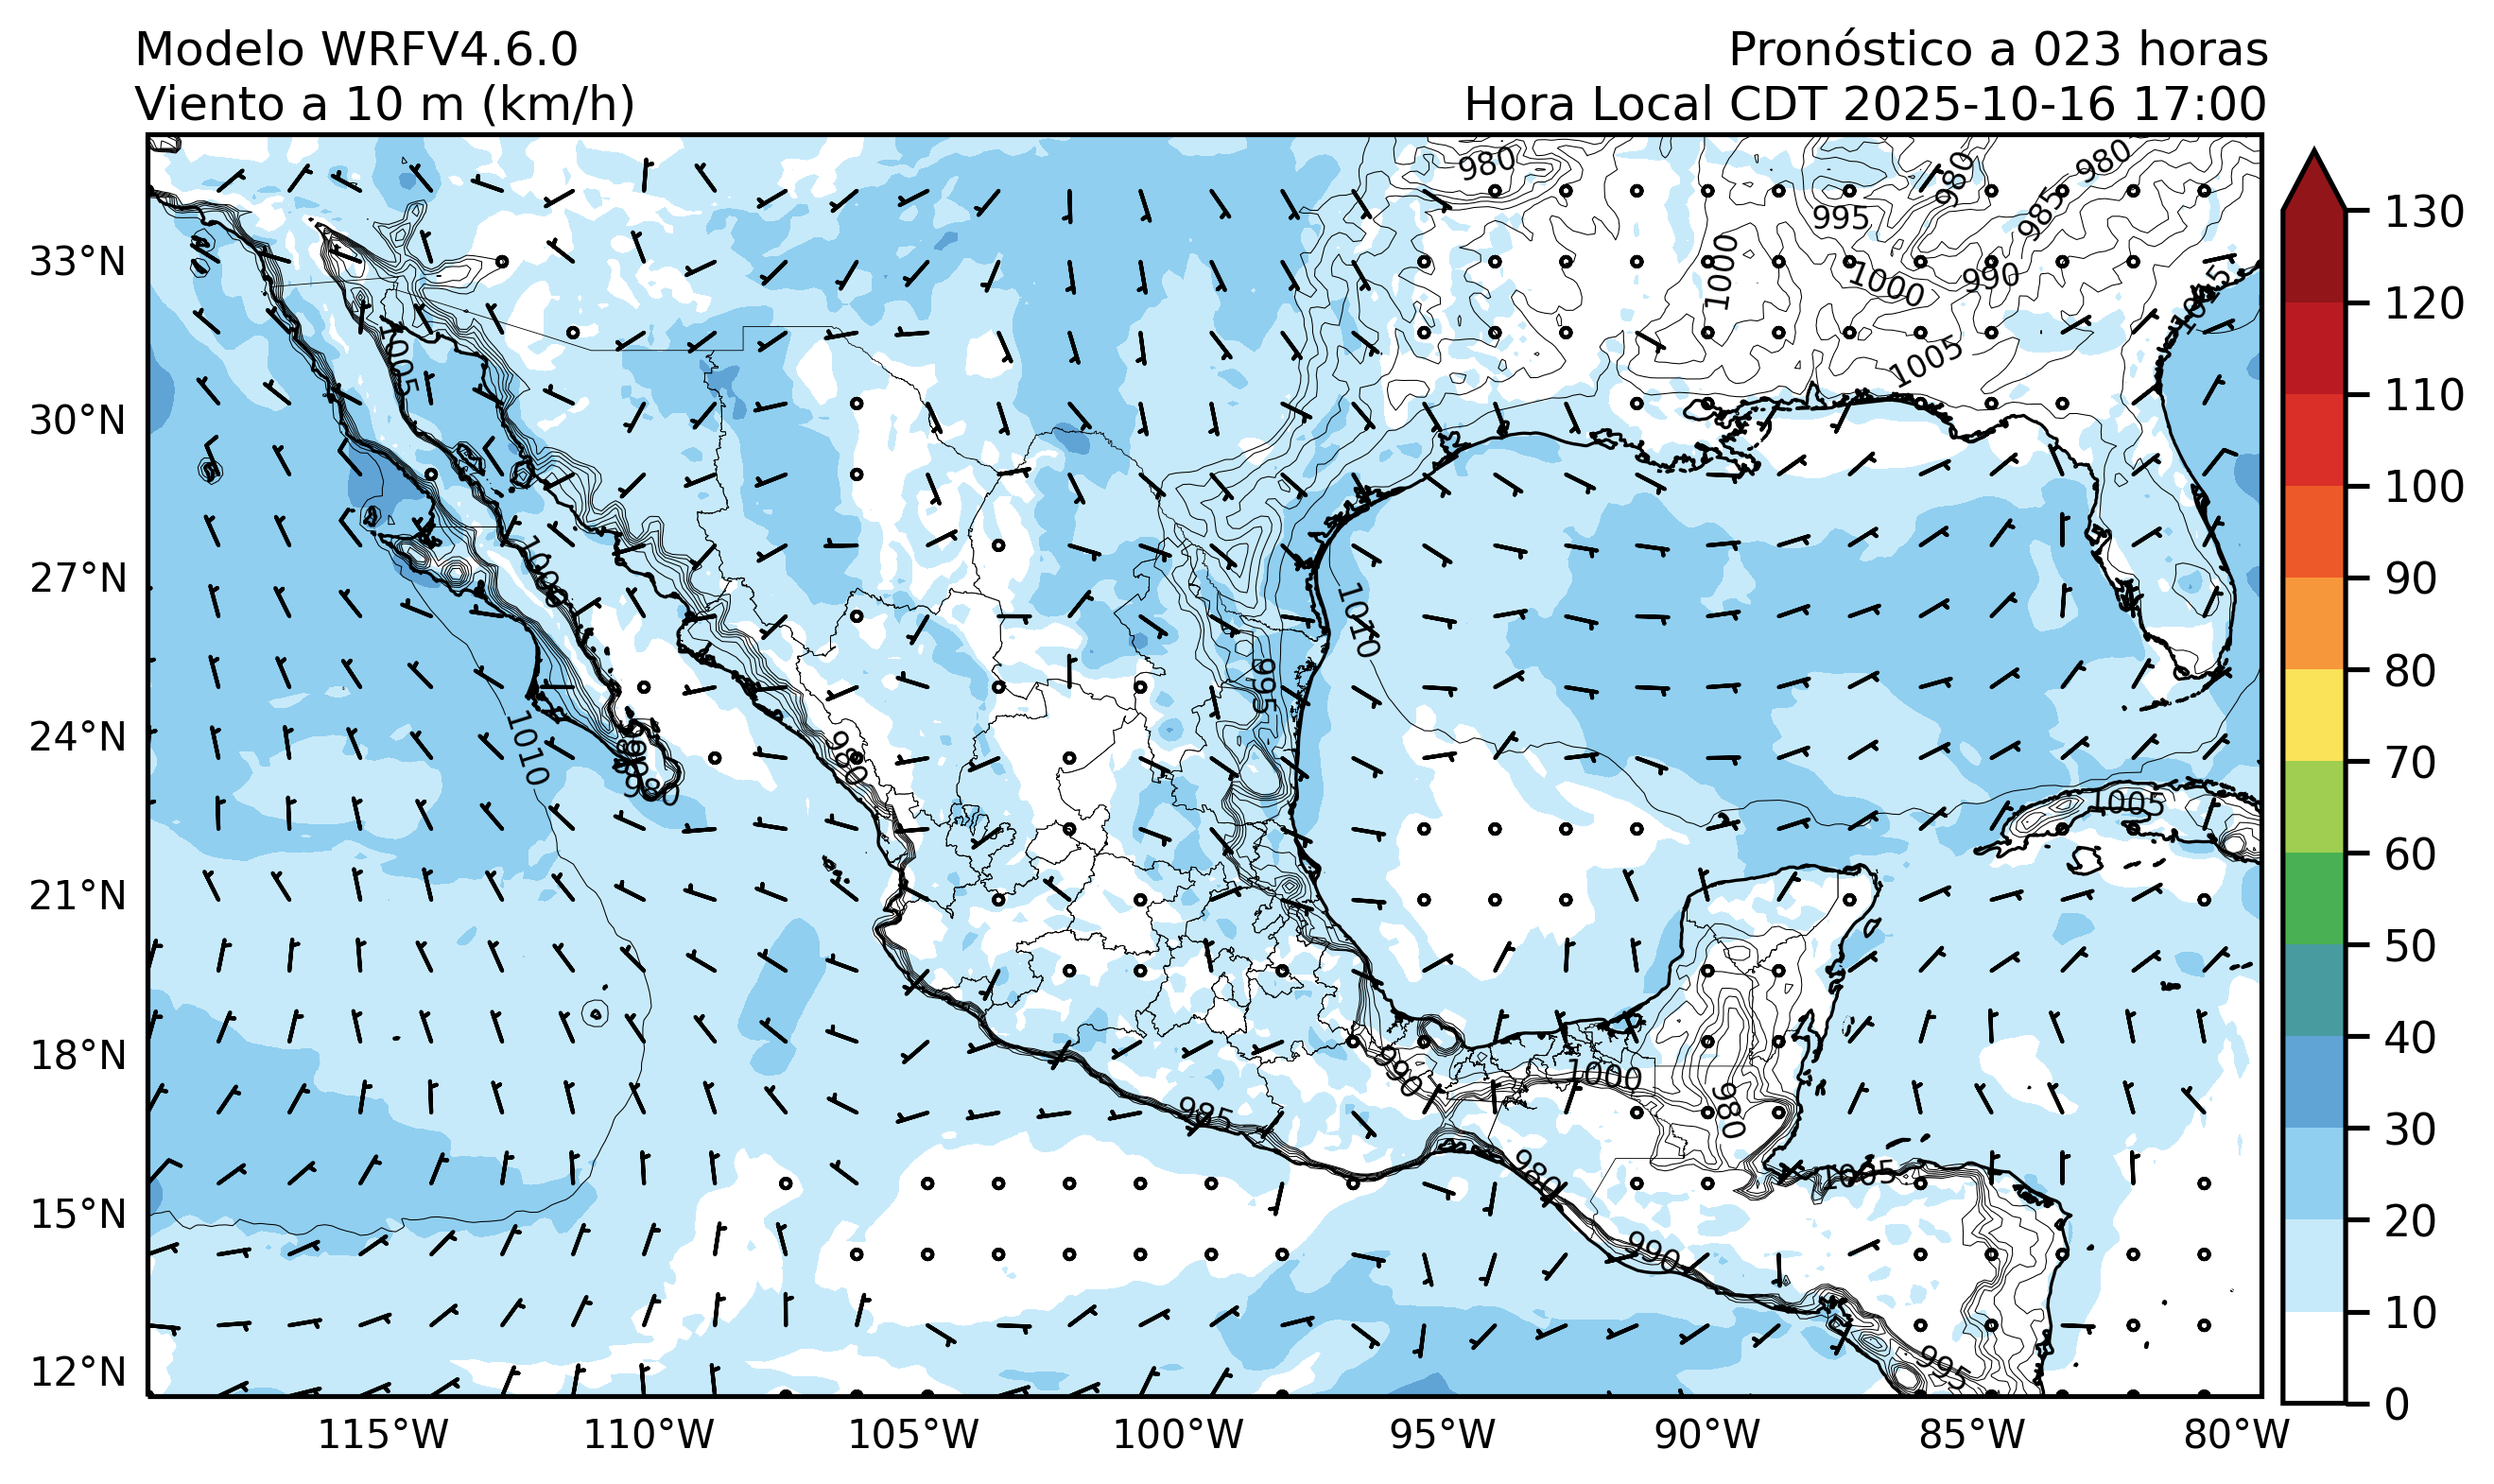 Modelo WRFV4.6.0
Pronóstico a 023 horas
Viento a 10 m (km/h)
Hora Local CDT 2025-10-16 17:00
33°N
30°N
27°N
24°N
21°N
18°N
15°N
12°N
115°W
110°W
105°W
100°W
95°W
90°W
85°W
80°W
130
120
110
100
90
80
70
60
50
40
30
20
10
0
980
980
980
985
995
1000
1000
990
1015
1005
1005
1000
1010
1010
995
980
980
1005
990
1000
985
980
980
1005
990
995